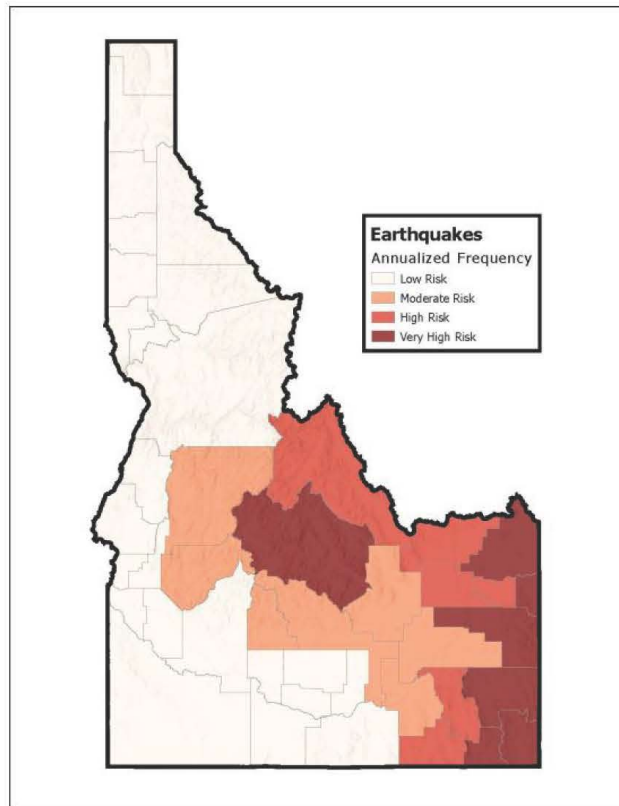 Earthquakes
Annualized Frequency
Low Risk
Moderate Risk
High Risk
Very High Risk